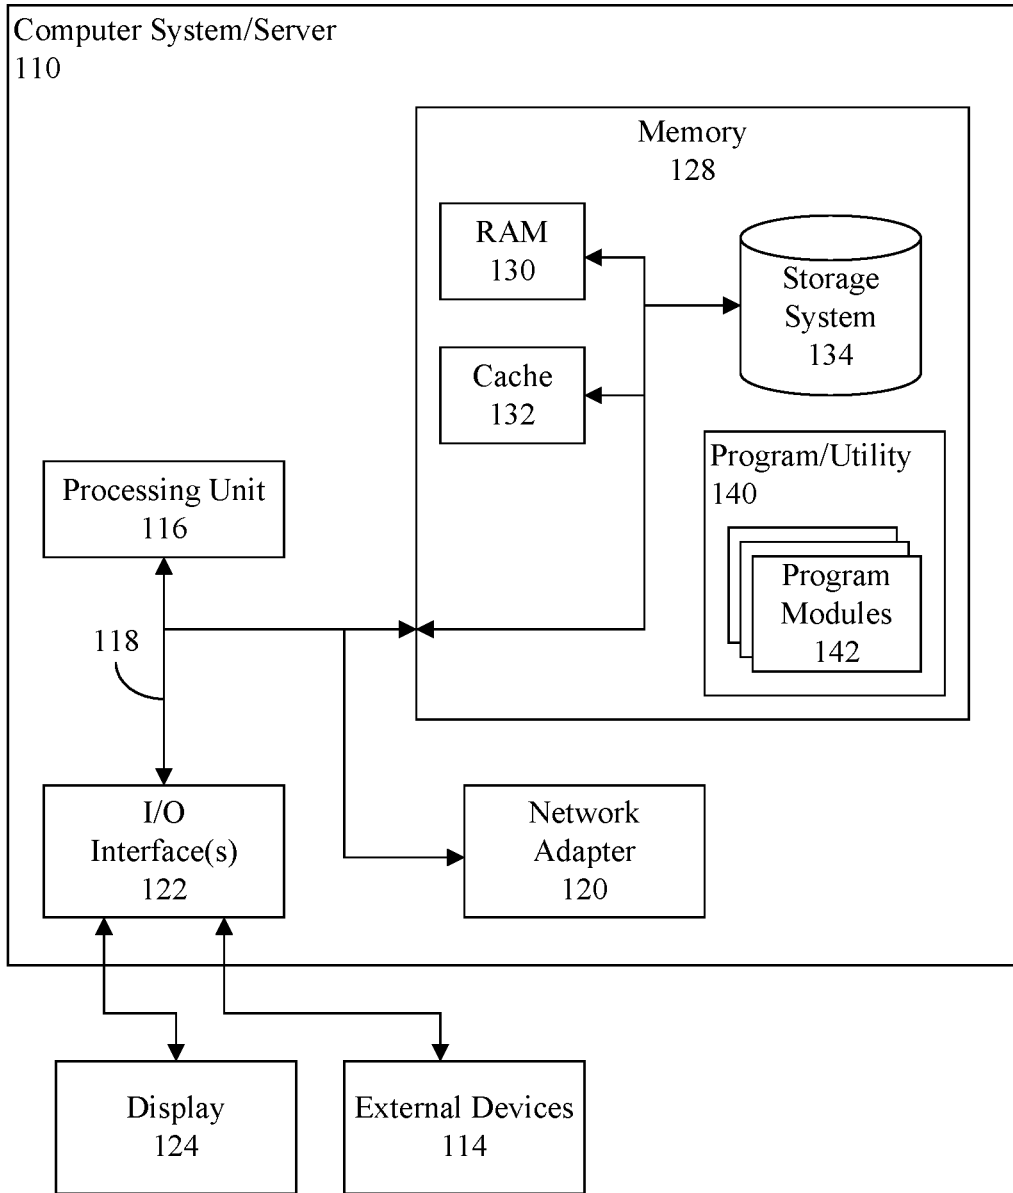 Computer System/Server
110
Memory
128
RAM
130
Storage
System
134
Cache
132
Program/Utility
140
Processing Unit
116
Program
Modules
142
118
I/O
Interface(s)
122
Network
Adapter
120
Display
124
External Devices
114